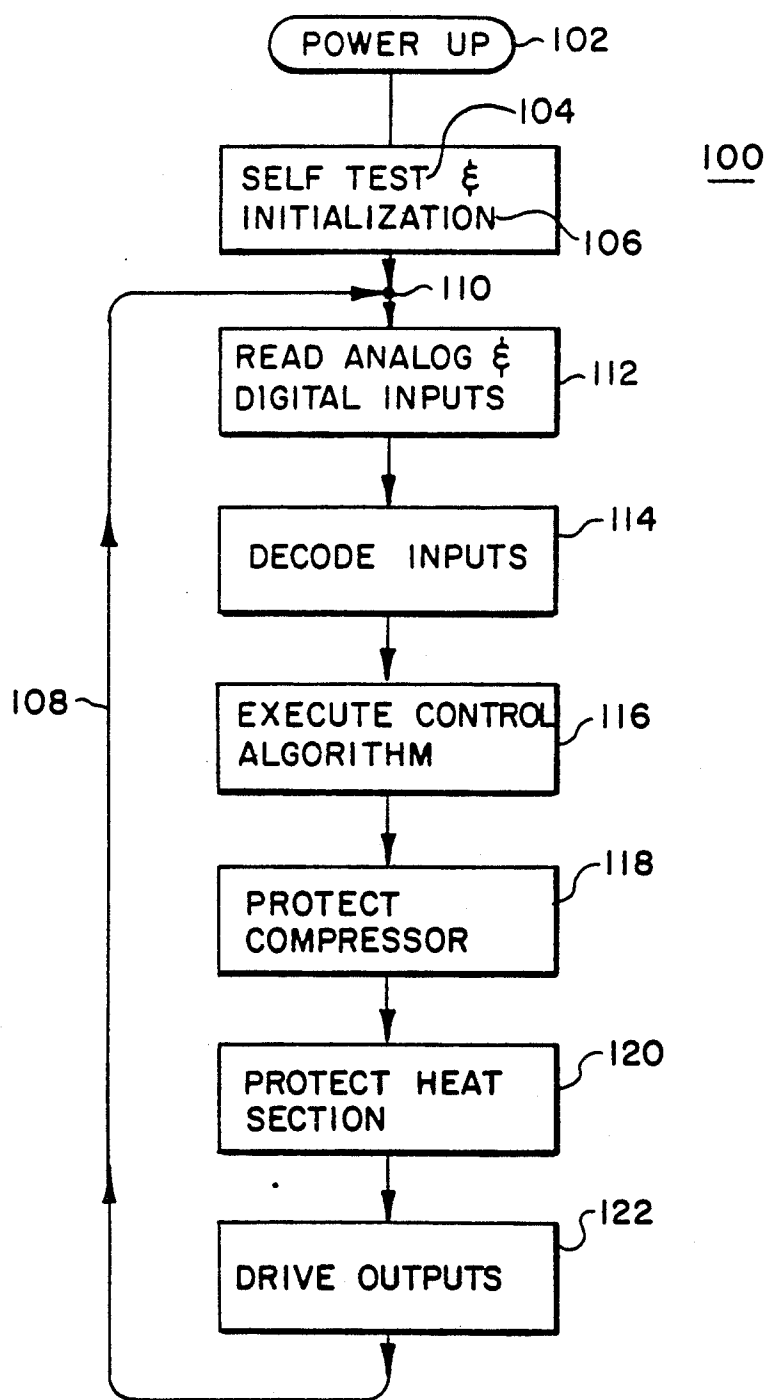 POWER UP 102
104
100
SELF TEST &
INITIALIZATION
106
110
READ ANALOG &
DIGITAL INPUTS
112
114
DECODE INPUTS
108
EXECUTE CONTROL
ALGORITHM
116
118
PROTECT
COMPRESSOR
120
PROTECT HEAT
SECTION
122
DRIVE OUTPUTS